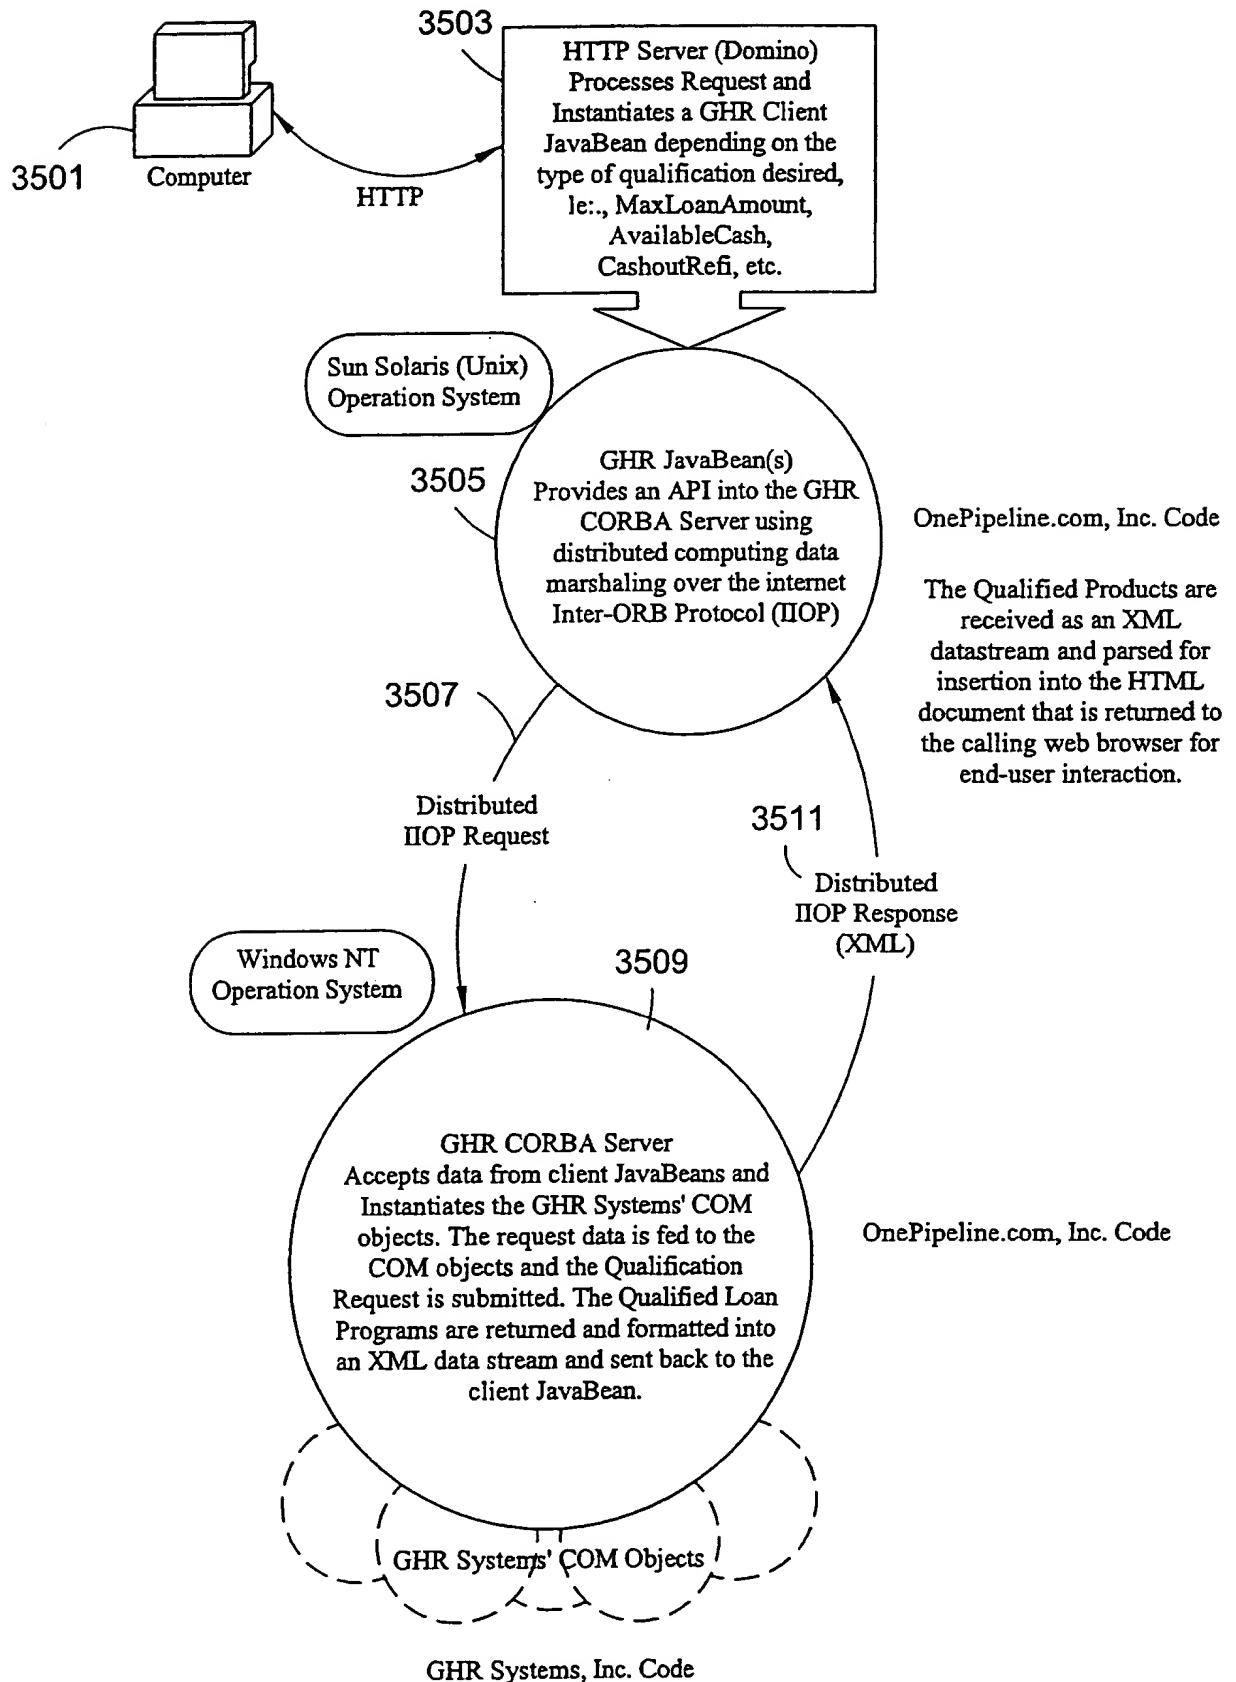 3503
HTTP Server (Domino)
Processes Request and
Instantiates a GHR Client
JavaBean depending on the
type of qualification desired,
le:., MaxLoanAmount,
AvailableCash,
CashoutRefi, etc.
3501
Computer
HTTP
Sun Solaris (Unix)
Operation System
3505
GHR JavaBean(s)
Provides an API into the GHR
CORBA Server using
distributed computing data
marshaling over the internet
Inter-ORB Protocol (IIOP)
OnePipeline.com, Inc. Code
The Qualified Products are
received as an XML
datastream and parsed for
insertion into the HTML
document that is returned to
the calling web browser for
end-user interaction.
3507
Distributed
IIOP Request
3511
Distributed
IIOP Response
(XML)
Windows NT
Operation System
3509
GHR CORBA Server
Accepts data from client JavaBeans and
Instantiates the GHR Systems' COM
objects. The request data is fed to the
COM objects and the Qualification
Request is submitted. The Qualified Loan
Programs are returned and formatted into
an XML data stream and sent back to the
client JavaBean.
OnePipeline.com, Inc. Code
GHR Systems' COM Objects
GHR Systems, Inc. Code